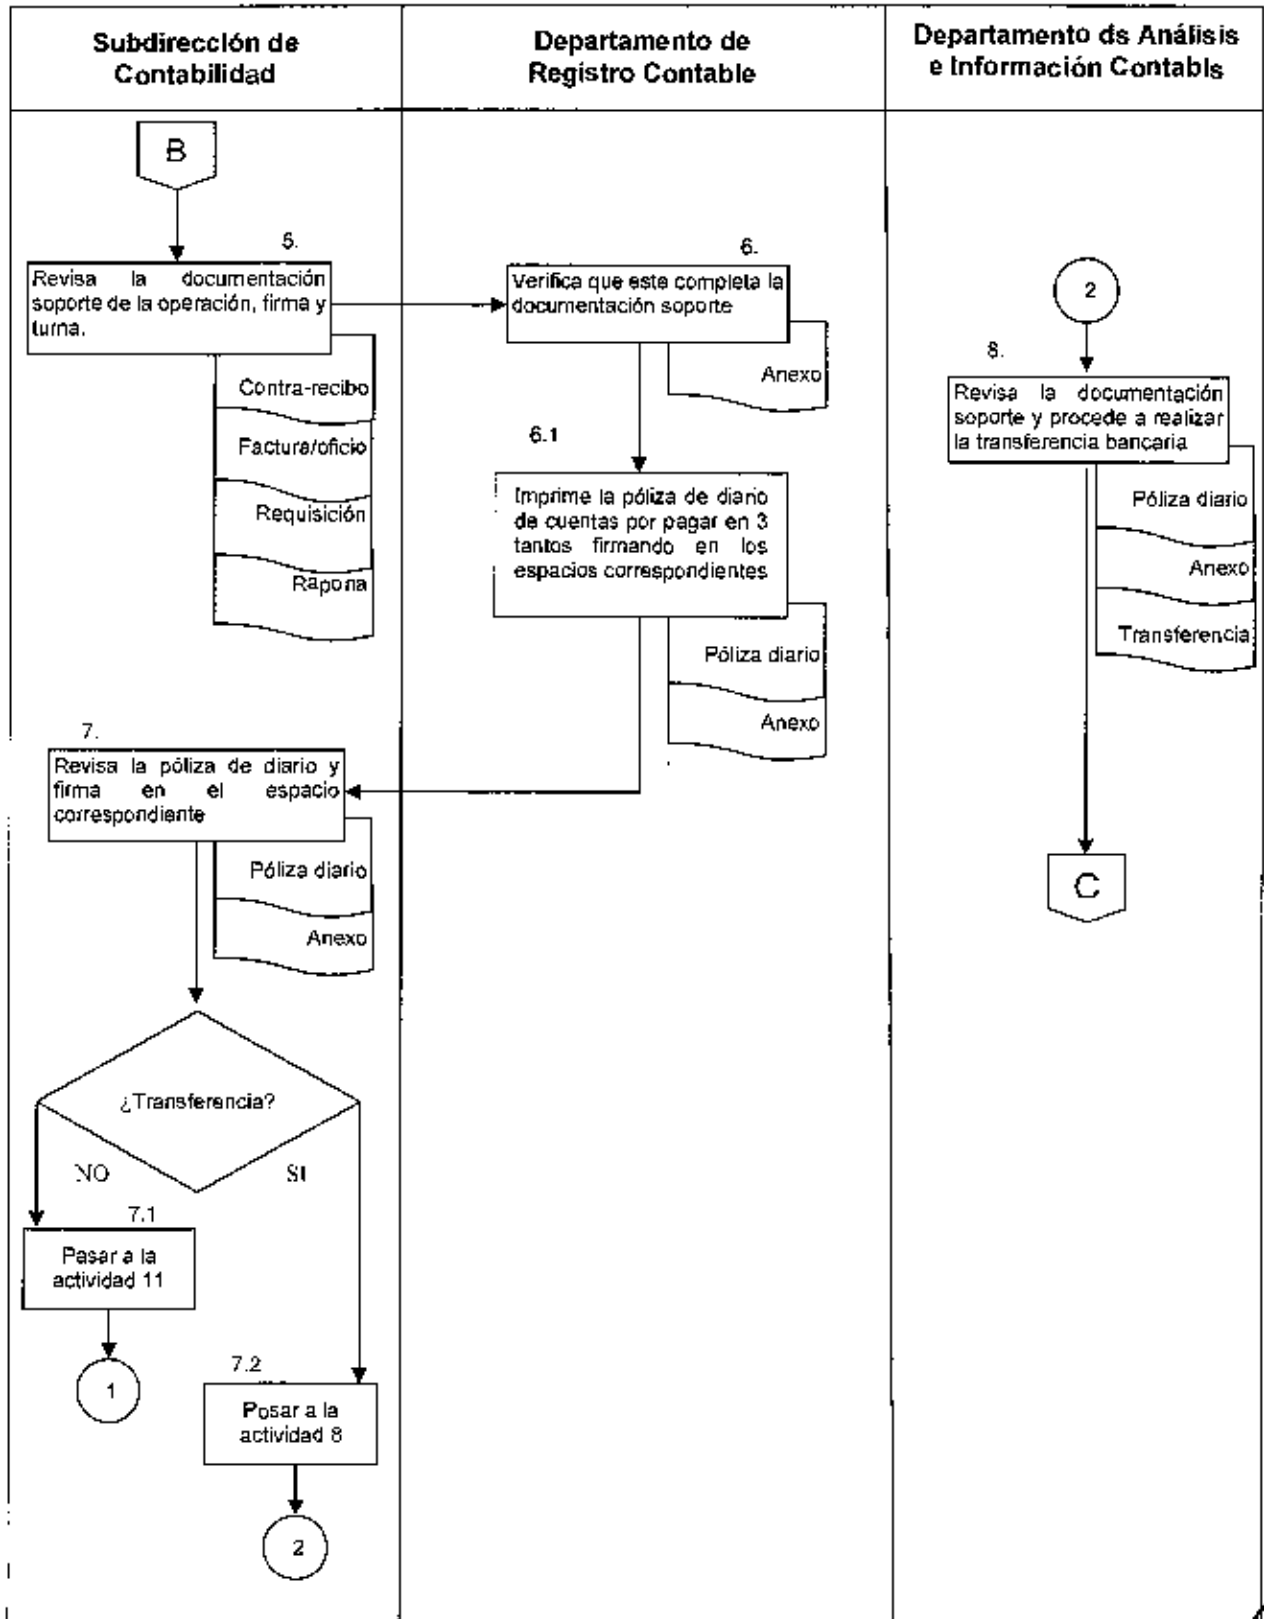 Subdirección de
Contabilidad
Departamento de
Registro Contable
Departamento ds Análisis
e Información Contabls
B
5.
Revisa la documentación
soporte de la operación, firma y
turna.
Contra-recibo
Factura/oficio
Requisición
Rapona
6.
Verifica que este completa la
documentación soporte
Anexo
6.1
Imprime la póliza de diario
de cuentas por pagar en 3
tantos firmando en los
espacios correspondientes
Póliza diario
Anexo
2
8.
Revisa la documentación
soporte y procede a realizar
la transferencia bancaria
Póliza diario
Anexo
Transferencia
C
7.
Revisa la póliza de diario y
firma en el espacio
correspondiente
Póliza diario
Anexo
¿Transferencia?
NO
SI
7.1
Pasar a la
actividad 11
1
7.2
Posar a la
actividad 8
2